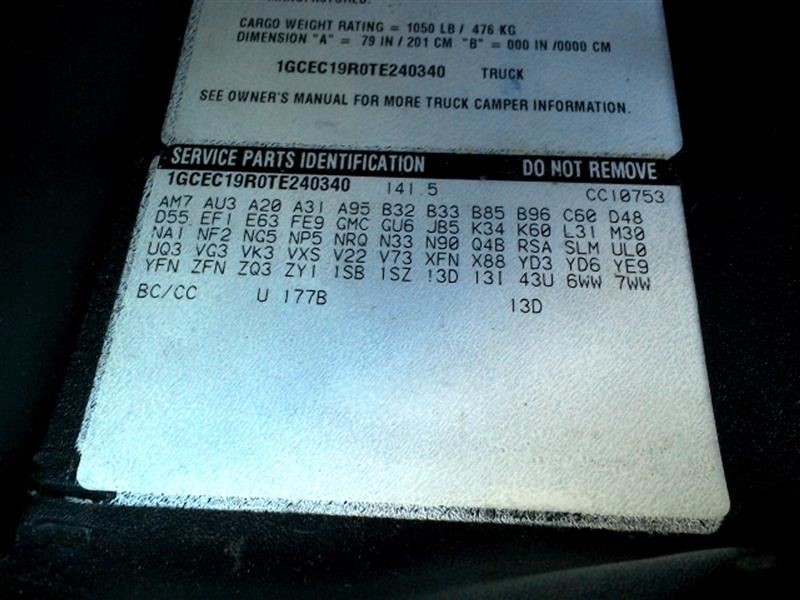 MANUFACTURED.
CARGO WEIGHT RATING = 1050 LB / 476 KG
DIMENSION "A" = 79 IN / 201 CM "B" = 000 IN /0000 CM
1GCEC19R0TE240340 TRUCK
SEE OWNER'S MANUAL FOR MORE TRUCK CAMPER INFORMATION.
SERVICE PARTS IDENTIFICATION DO NOT REMOVE
1GCEC19R0TE240340 141.5 CC10753
AM7 AU3 A20 A31 A95 B32 B33 B85 B96 C60 D48
D55 EF1 E63 FE9 GMC GU6 JB5 K34 K60 L31 M30
NA1 NF2 NG5 NP5 NRQ N33 N90 Q4B RSA SLM UL0
UQ3 VG3 VK3 VXS V22 V73 XFN X88 YD3 YD6 YE9
YFN ZFN ZQ3 ZY1 1SB 1SZ 13D 13I 43U 6WW 7WW
BC/CC U 177B 13D